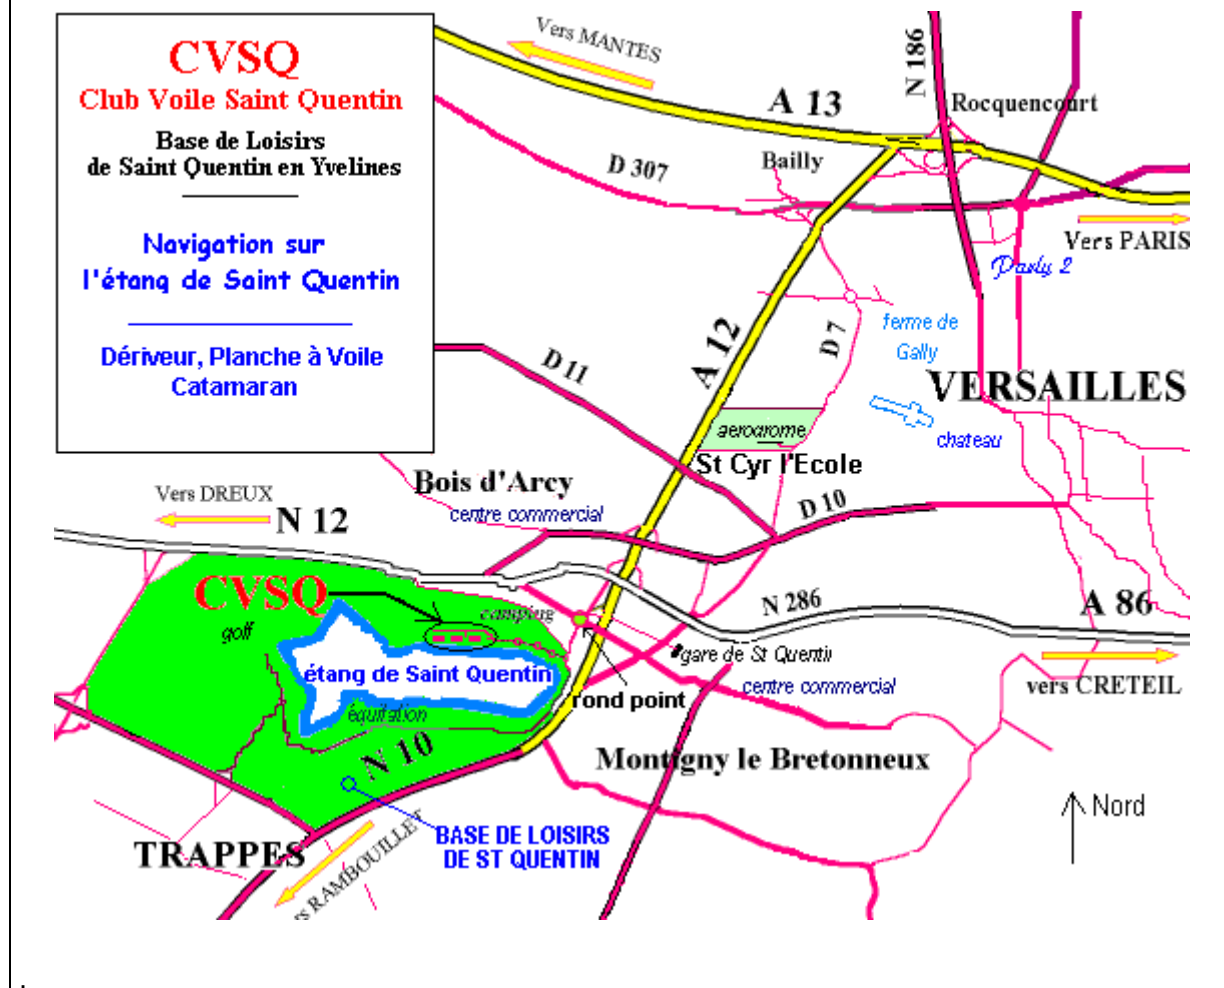 CVSQ
Club Voile Saint Quentin
Base de Loisirs
de Saint Quentin en Yvelines
Navigation sur
l'étang de Saint Quentin
Dériveur, Planche à Voile
Catamaran
Vers MANTES
A 13
N 186
Rocquencourt
D 307
Bailly
Vers PARIS
Parly 2
A 12
D 7
ferme de
Gally
D 11
VERSAILLES
aerodrome
chateau
St Cyr l'Ecole
Bois d'Arcy
Vers DREUX
N 12
centre commercial
D 10
CVSQ
camping
N 286
A 86
golf
gare de St Quentin
étang de Saint Quentin
centre commercial
vers CRETEIL
rond point
équitation
N 10
Montigny le Bretonneux
Nord
BASE DE LOISIRS
DE ST QUENTIN
TRAPPES
rs RAMBOUILLET
.